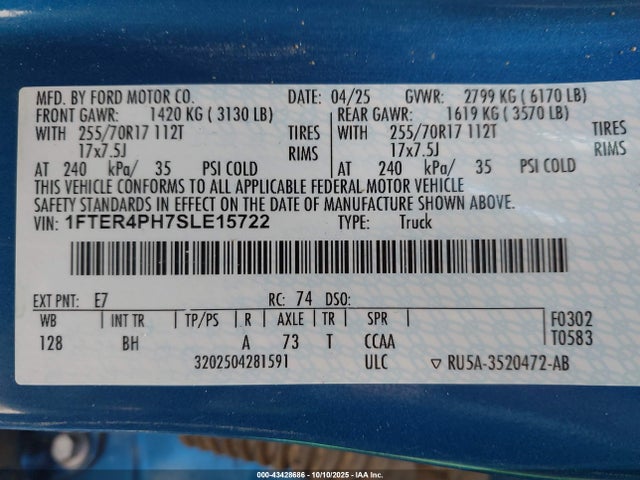 MFD. BY FORD MOTOR CO. DATE: 04/25 GVWR: 2799 KG ( 6170 LB)
FRONT GAWR: 1420 KG ( 3130 LB) REAR GAWR: 1619 KG ( 3570 LB)
WITH 255/70R17 112T TIRES WITH 255/70R17 112T TIRES
17x7.5J RIMS 17x7.5J RIMS
AT 240 kPa/ 35 PSI COLD AT 240 kPa/ 35 PSI COLD
THIS VEHICLE CONFORMS TO ALL APPLICABLE FEDERAL MOTOR VEHICLE
SAFETY STANDARDS IN EFFECT ON THE DATE OF MANUFACTURE SHOWN ABOVE.
VIN: 1FTER4PH7SLE15722 TYPE: Truck
EXT PNT: E7 RC: 74 DSO:
WB INT TR TP/PS R AXLE TR SPR F0302
128 BH A 73 T CCAA T0583
3202504281591 ULC ▽ RU5A-3520472-AB
000-43428686 - 10/10/2025 - IAA Inc.